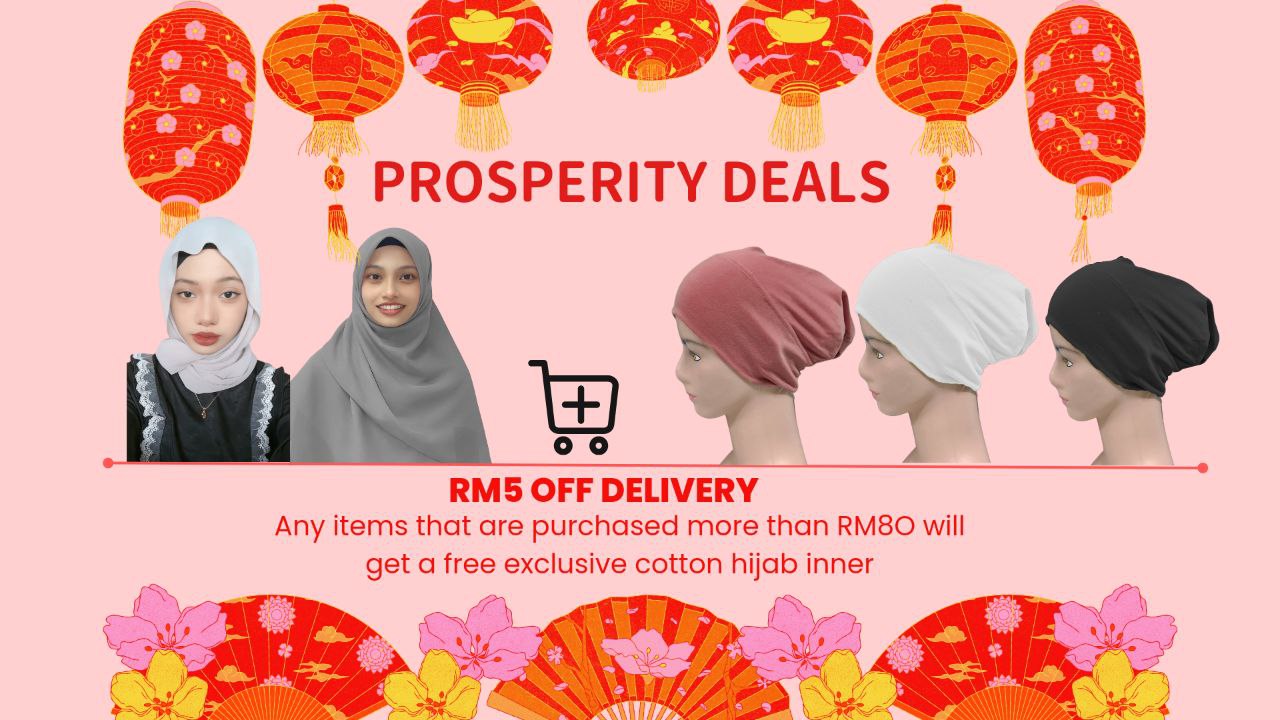 PROSPERITY DEALS
RM5 OFF DELIVERY
Any items that are purchased more than RM8O will
get a free exclusive cotton hijab inner